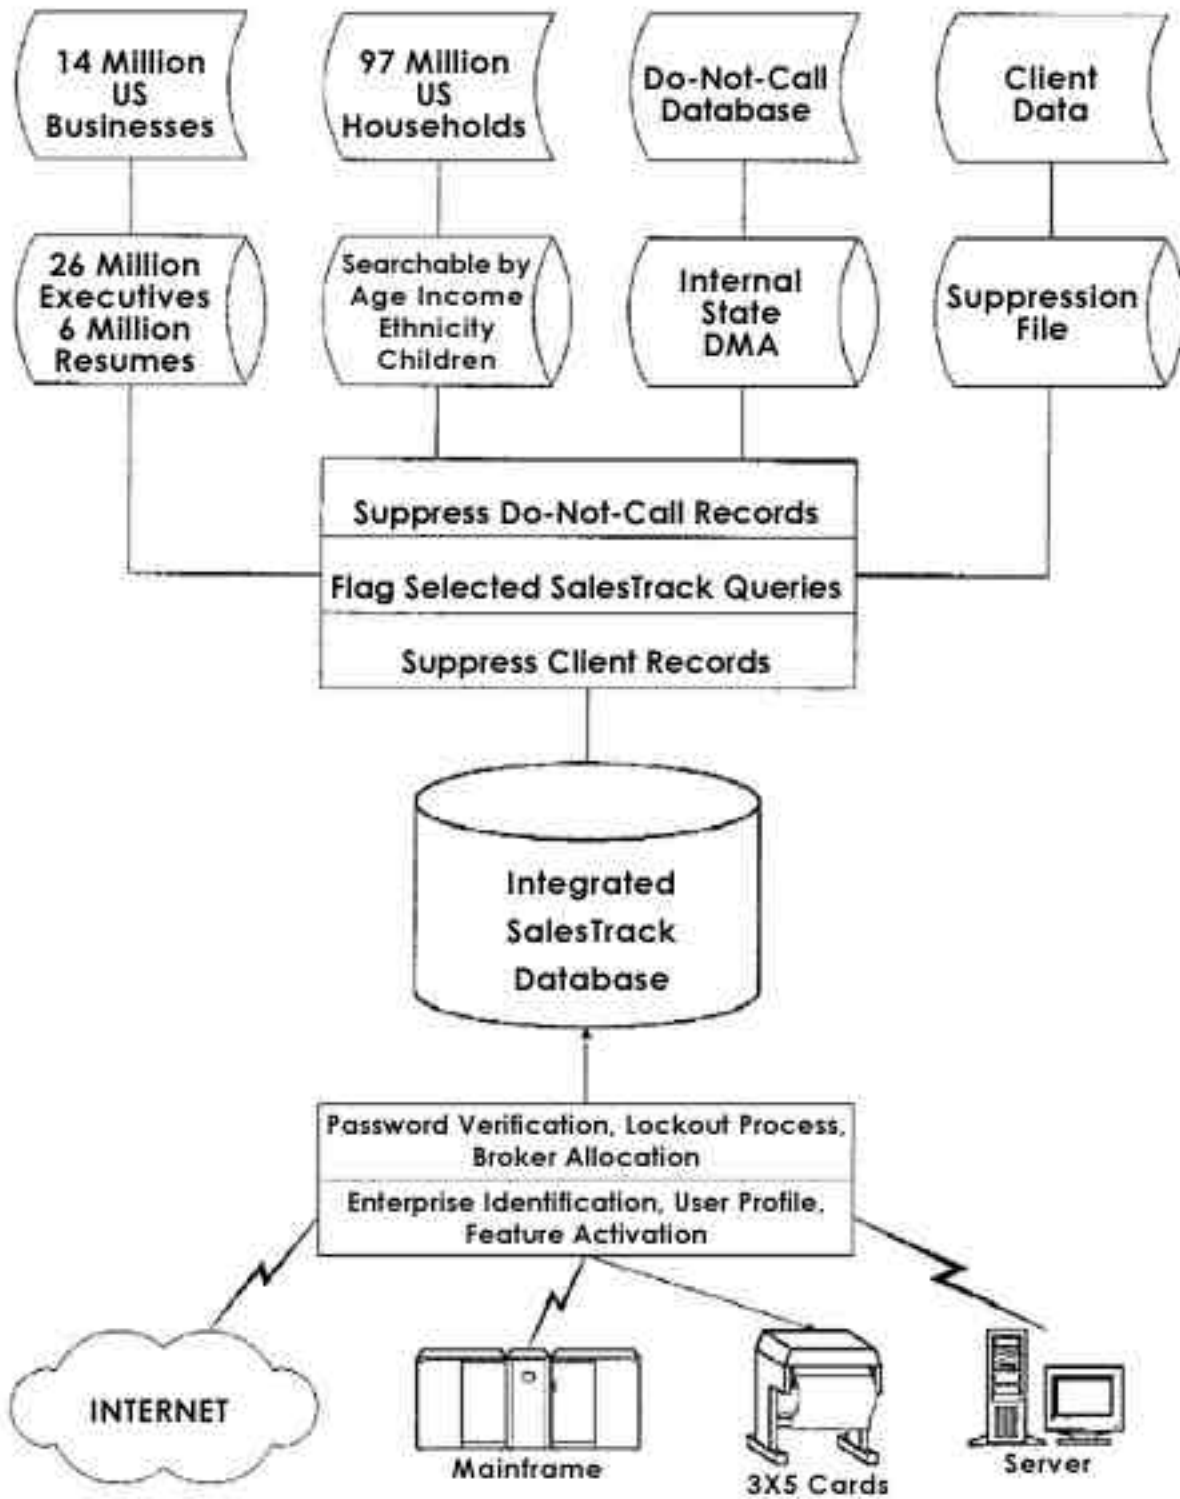 14 Million
US
Businesses
97 Million
US
Households
Do-Not-Call
Database
Client
Data
26 Million
Executives
6 Million
Resumes
Searchable by
Age Income
Ethnicity
Children
Internal
State
DMA
Suppression
File
Suppress Do-Not-Call Records
Flag Selected SalesTrack Queries
Suppress Client Records
Integrated
SalesTrack
Database
Password Verification, Lockout Process,
Broker Allocation
Enterprise Identification, User Profile,
Feature Activation
INTERNET
Mainframe
3X5 Cards
Server